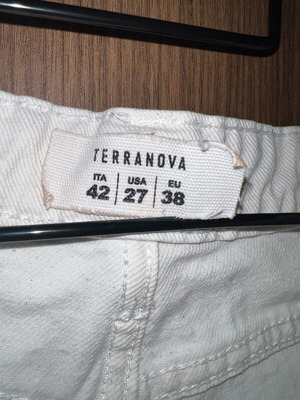 TERRANOVA
ITA | USA | EU
42 | 27 | 38